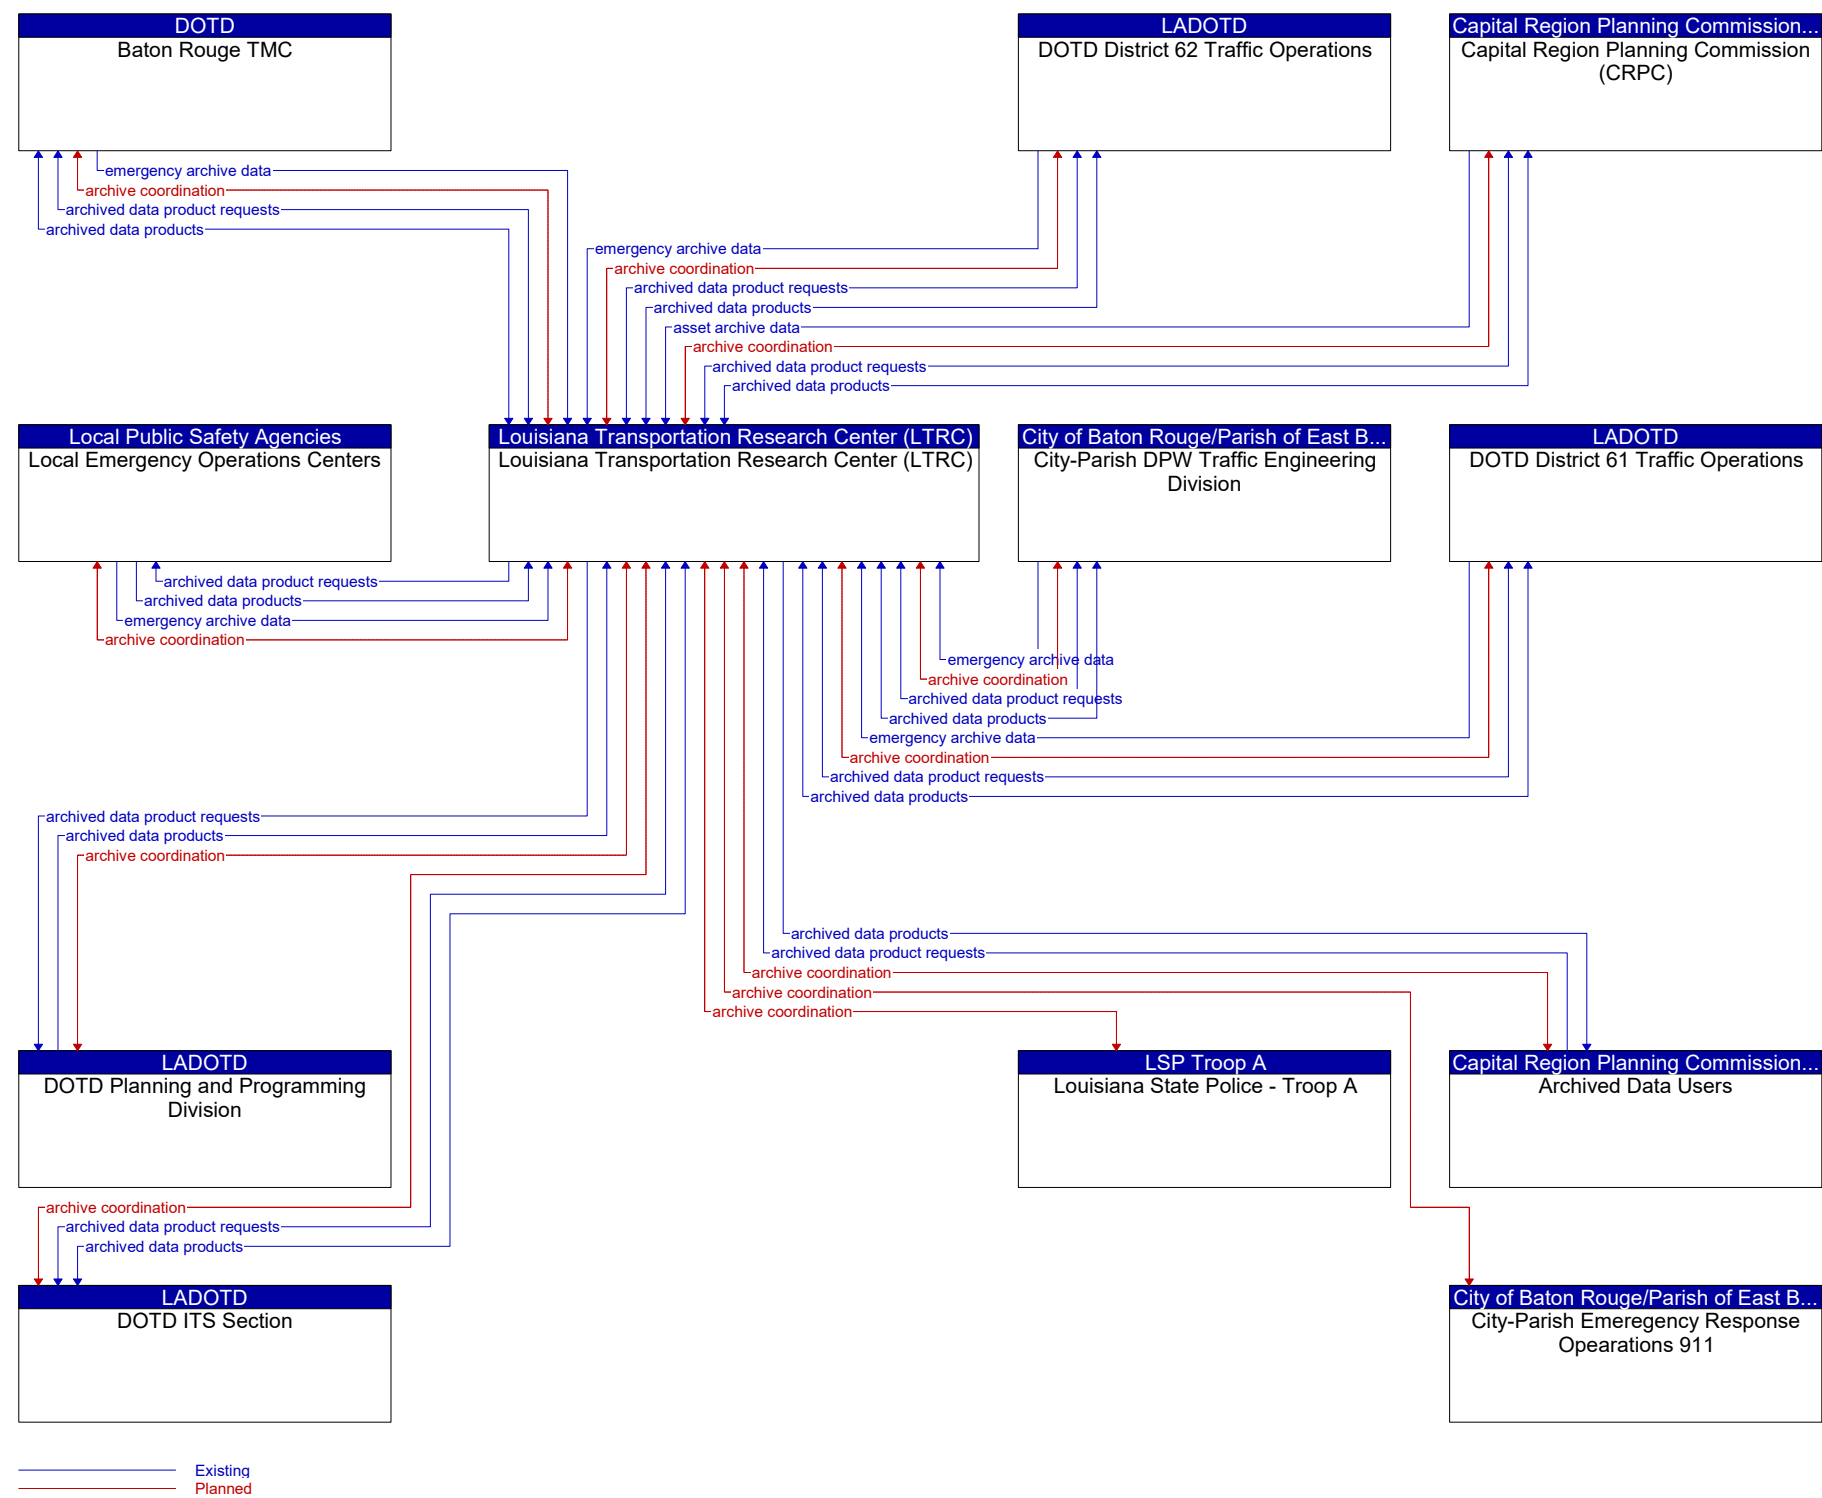 DOTD
Baton Rouge TMC
LADOTD
DOTD District 62 Traffic Operations
Capital Region Planning Commission...
Capital Region Planning Commission
(CRPC)
emergency archive data
archive coordination
archived data product requests
archived data products
emergency archive data
archive coordination
archived data product requests
archived data products
asset archive data
archive coordination
archived data product requests
archived data products
Local Public Safety Agencies
Local Emergency Operations Centers
Louisiana Transportation Research Center (LTRC)
Louisiana Transportation Research Center (LTRC)
City of Baton Rouge/Parish of East B...
City-Parish DPW Traffic Engineering
Division
LADOTD
DOTD District 61 Traffic Operations
archived data product requests
archived data products
emergency archive data
archive coordination
emergency archive data
archive coordination
archived data product requests
archived data products
emergency archive data
archive coordination
archived data product requests
archived data products
archived data product requests
archived data products
archive coordination
archived data products
archived data product requests
archive coordination
archive coordination
archive coordination
LADOTD
DOTD Planning and Programming
Division
LSP Troop A
Louisiana State Police - Troop A
Capital Region Planning Commission...
Archived Data Users
archive coordination
archived data product requests
archived data products
LADOTD
DOTD ITS Section
City of Baton Rouge/Parish of East B...
City-Parish Emeregency Response
Opearations 911
Existing
Planned